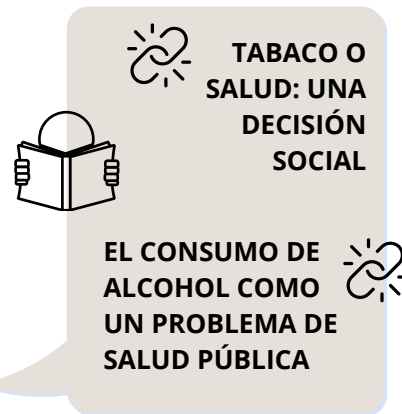 TABACO O
SALUD: UNA
DECISIÓN
SOCIAL
EL CONSUMO DE
ALCOHOL COMO
UN PROBLEMA DE
SALUD PÚBLICA